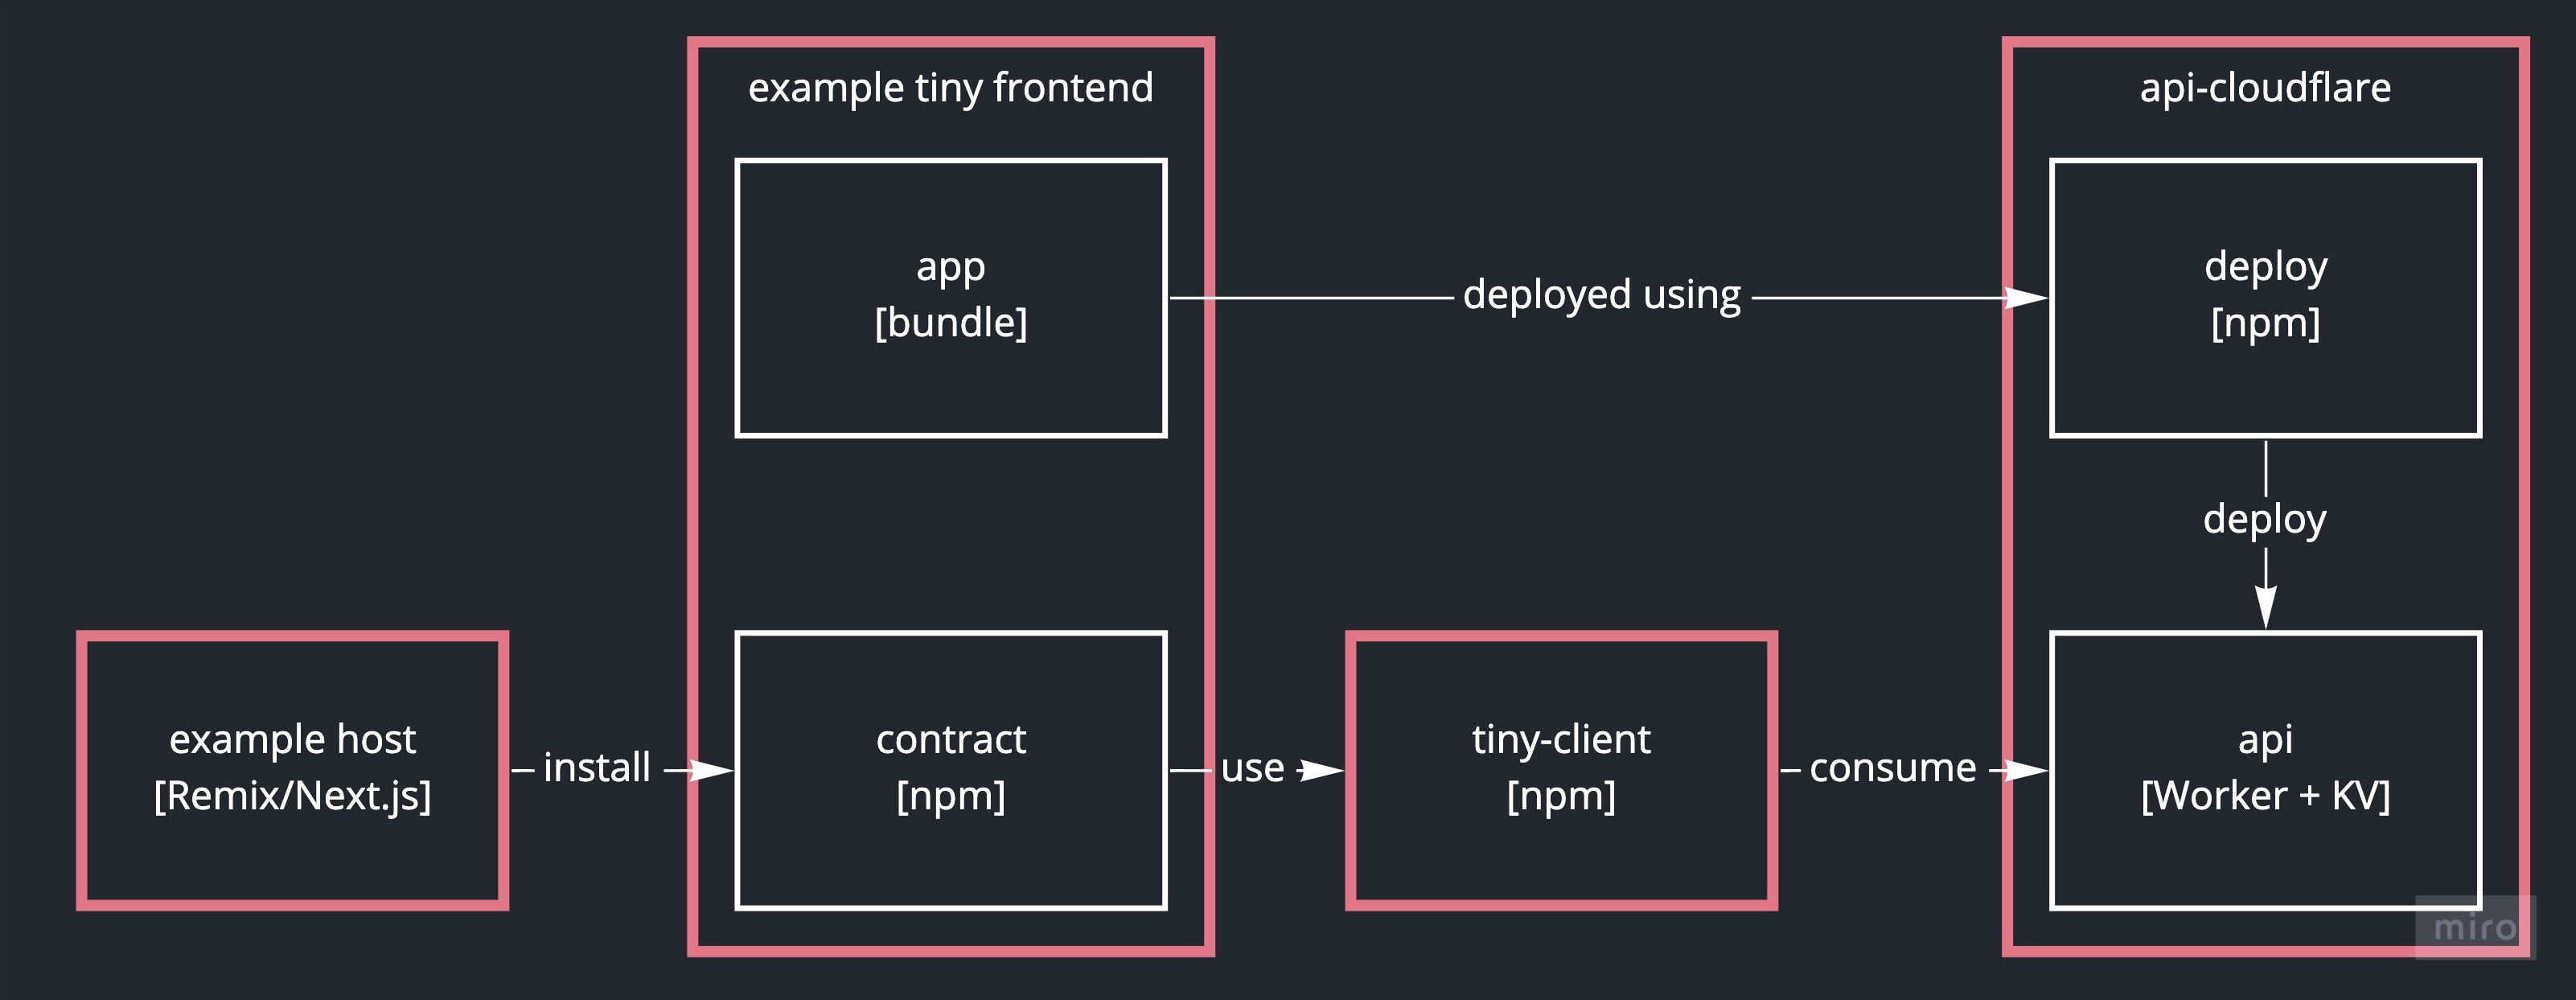 example tiny frontend
api-cloudflare
app
[bundle]
deployed using
deploy
[npm]
deploy
example host
[Remix/Next.js]
install
contract
[npm]
use
tiny-client
[npm]
consume
api
[Worker + KV]
miro